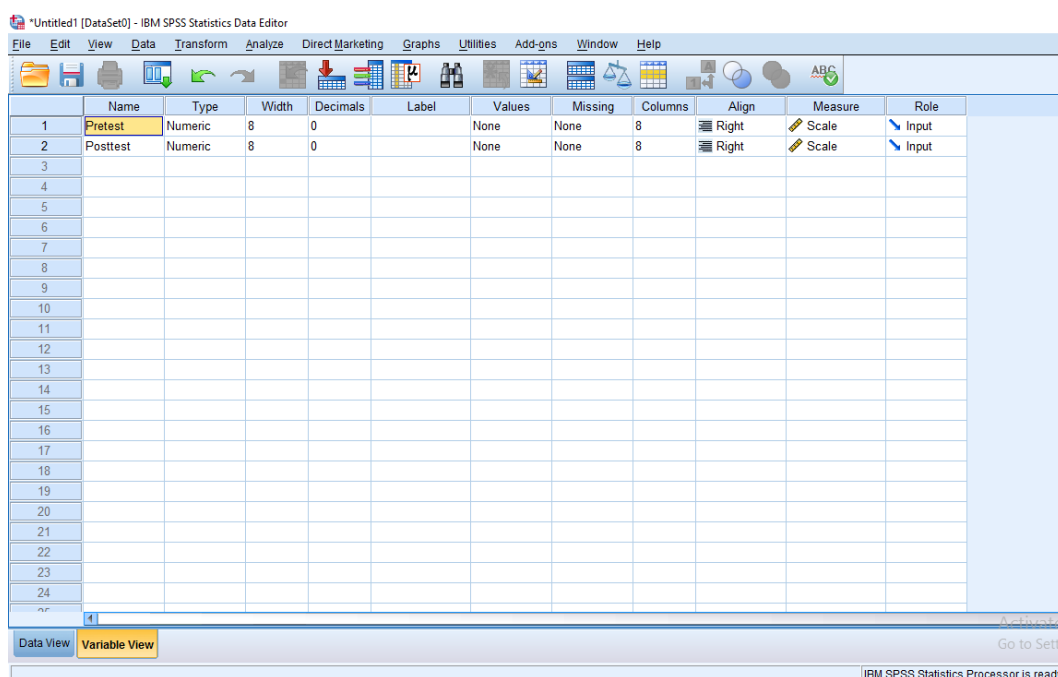 *Untitled1 [DataSet0] - IBM SPSS Statistics Data Editor
File Edit View Data Transform Analyze Direct Marketing Graphs Utilities Add-ons Window Help
Name Type Width Decimals Label Values Missing Columns Align Measure Role
1 Pretest Numeric 8 0 None None 8 Right Scale Input
2 Posttest Numeric 8 0 None None 8 Right Scale Input
3
4
5
6
7
8
9
10
11
12
13
14
15
16
17
18
19
20
21
22
23
24
Data View Variable View
Activate
Go to Sett
IBM SPSS Statistics Processor is read